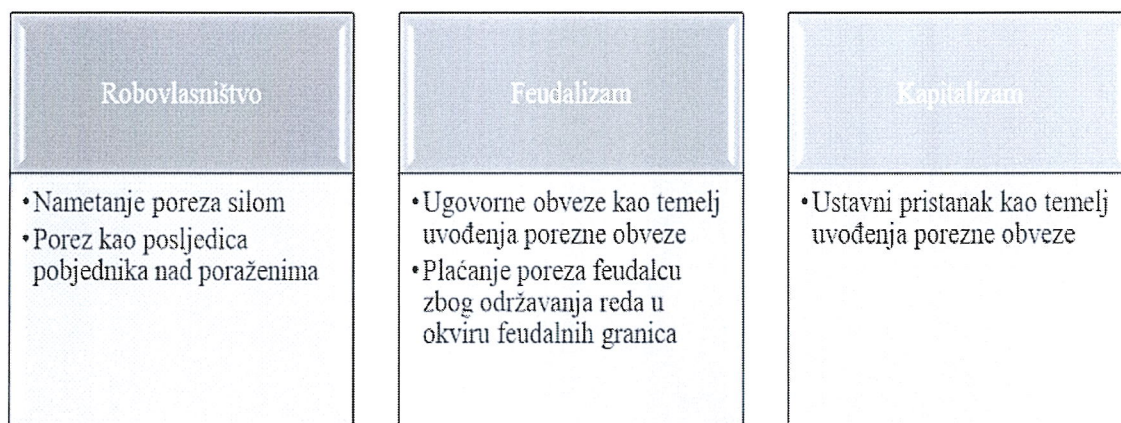 Robovlasništvo
•Nametanje poreza silom
•Porez kao posljedica
pobjednika nad poraženima
Feudalizam
•Ugovorne obveze kao temelj
uvođenja porezne obveze
•Plaćanje poreza feudalcu
zbog održavanja reda u
okviru feudalnih granica
Kapitalizam
•Ustavni pristanak kao temelj
uvođenja porezne obveze